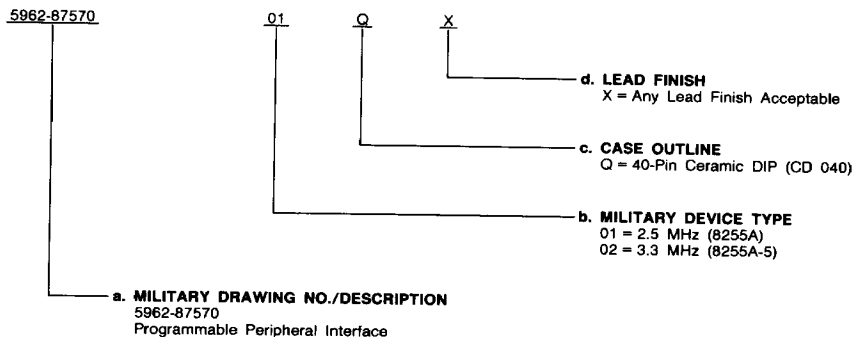 5962-87570 01 Q X
d. LEAD FINISH
X = Any Lead Finish Acceptable
c. CASE OUTLINE
Q = 40-Pin Ceramic DIP (CD 040)
b. MILITARY DEVICE TYPE
01 = 2.5 MHz (8255A)
02 = 3.3 MHz (8255A-5)
a. MILITARY DRAWING NO./DESCRIPTION
5962-87570
Programmable Peripheral Interface